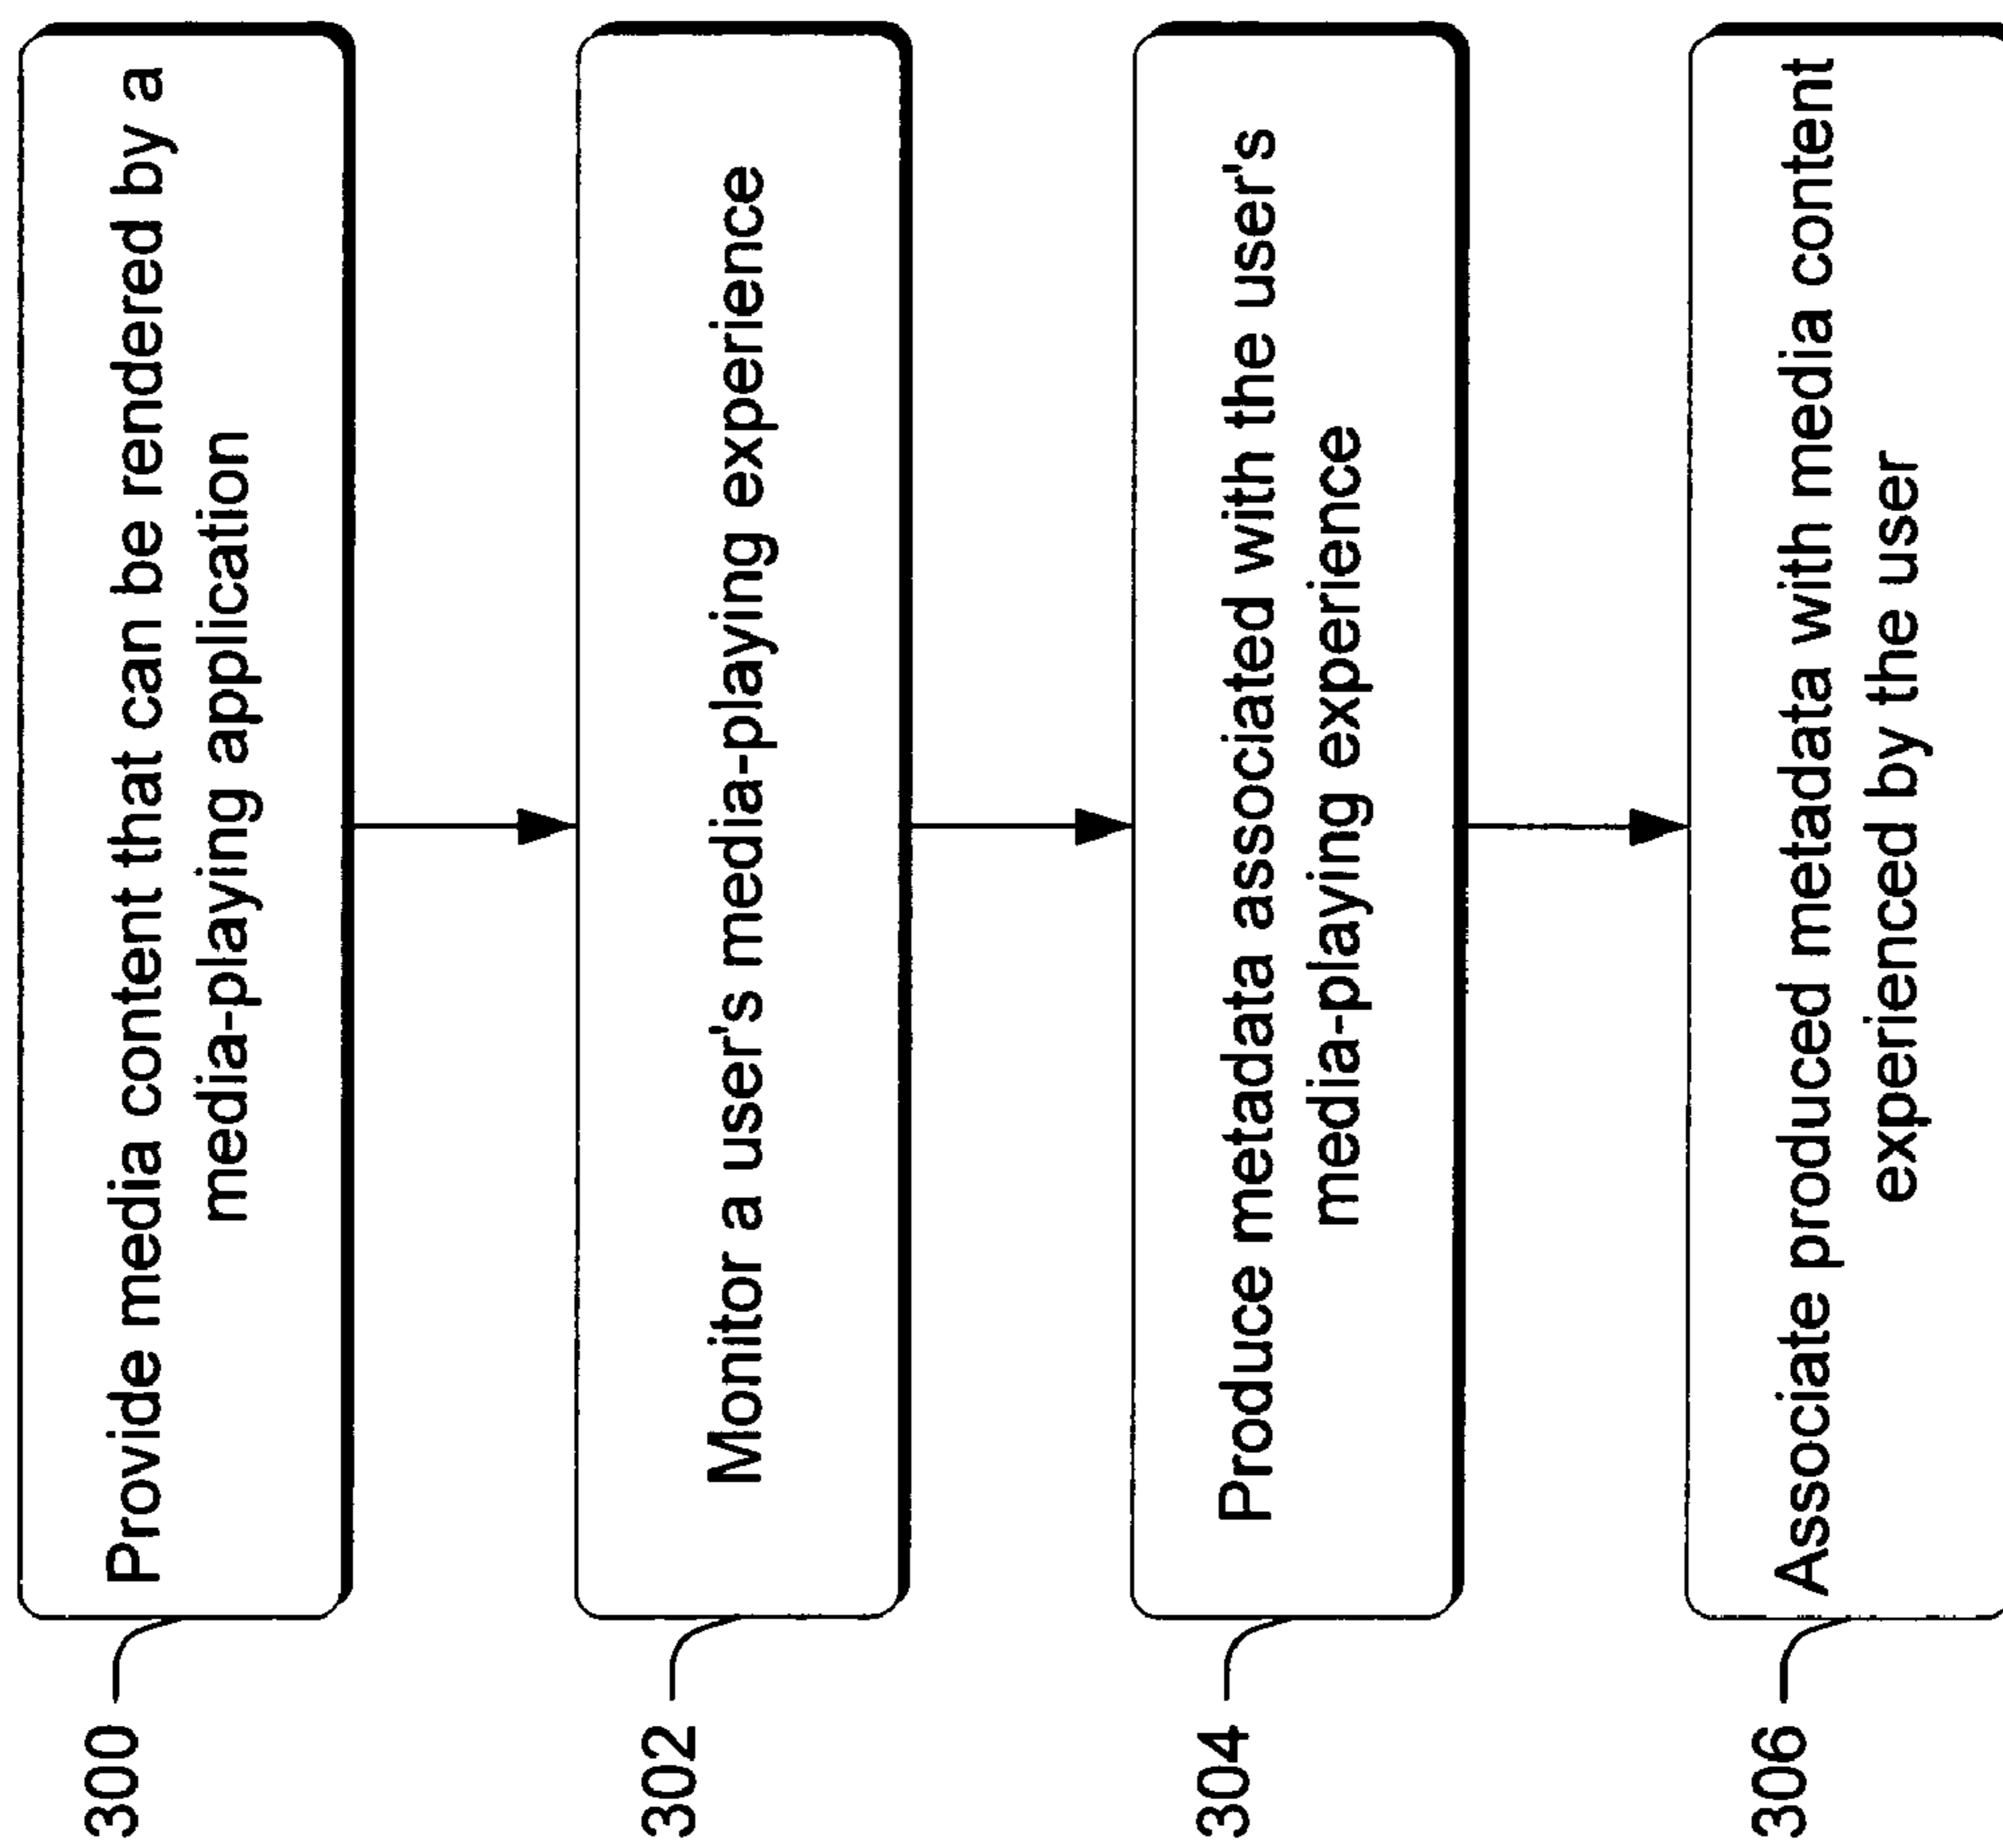 300
Provide media content that can be rendered by a
media-playing application
302
Monitor a user's media-playing experience
304
Produce metadata associated with the user's
media-playing experience
306
Associate produced metadata with media content
experienced by the user